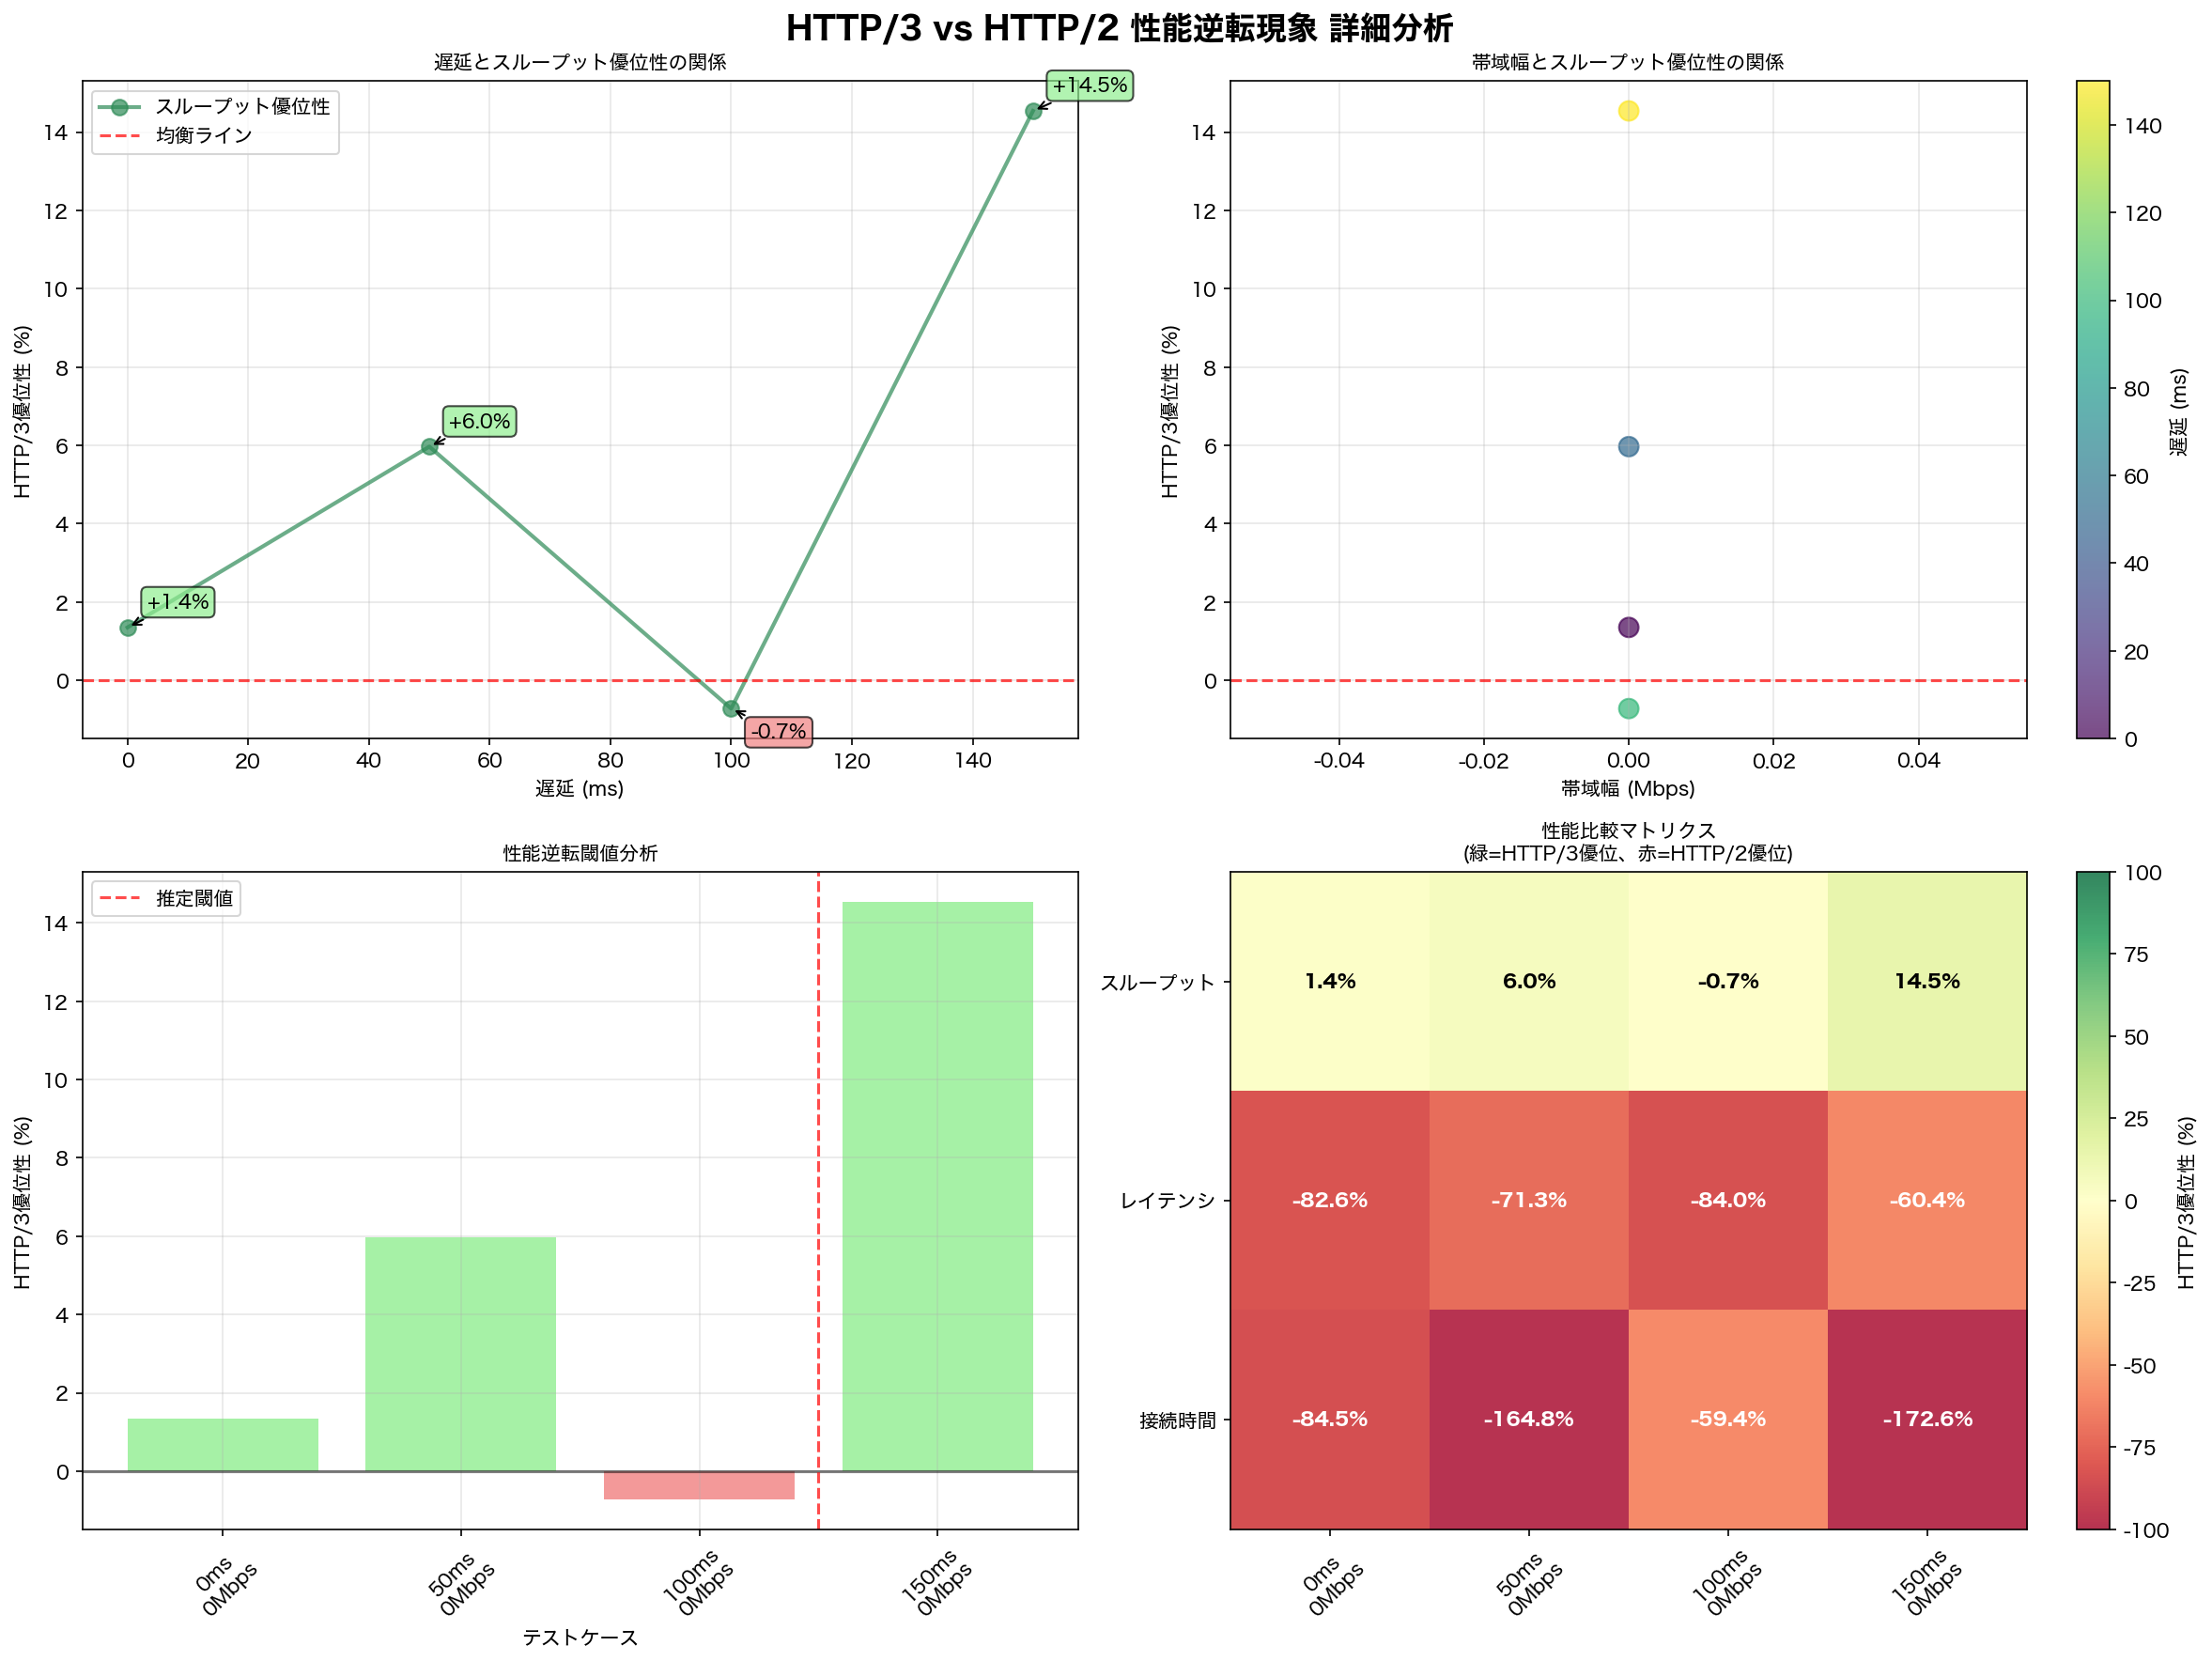 HTTP/3 vs HTTP/2 性能逆転現象 詳細分析
遅延とスループット優位性の関係
スループット優位性
均衡ライン
+1.4%
+6.0%
-0.7%
+14.5%
HTTP/3優位性 (%)
14
12
10
8
6
4
2
0
0
20
40
60
80
100
120
140
遅延 (ms)
帯域幅とスループット優位性の関係
HTTP/3優位性 (%)
14
12
10
8
6
4
2
0
-0.04
-0.02
0.00
0.02
0.04
帯域幅 (Mbps)
140
120
100
80
60
40
20
0
遅延 (ms)
性能逆転閾値分析
推定閾値
HTTP/3優位性 (%)
14
12
10
8
6
4
2
0
0ms
0Mbps
50ms
0Mbps
100ms
0Mbps
150ms
0Mbps
テストケース
性能比較マトリクス
(緑=HTTP/3優位、赤=HTTP/2優位)
スループット
1.4%
6.0%
-0.7%
14.5%
レイテンシ
-82.6%
-71.3%
-84.0%
-60.4%
接続時間
-84.5%
-164.8%
-59.4%
-172.6%
0ms
0Mbps
50ms
0Mbps
100ms
0Mbps
150ms
0Mbps
100
75
50
25
0
-25
-50
-75
-100
HTTP/3優位性 (%)